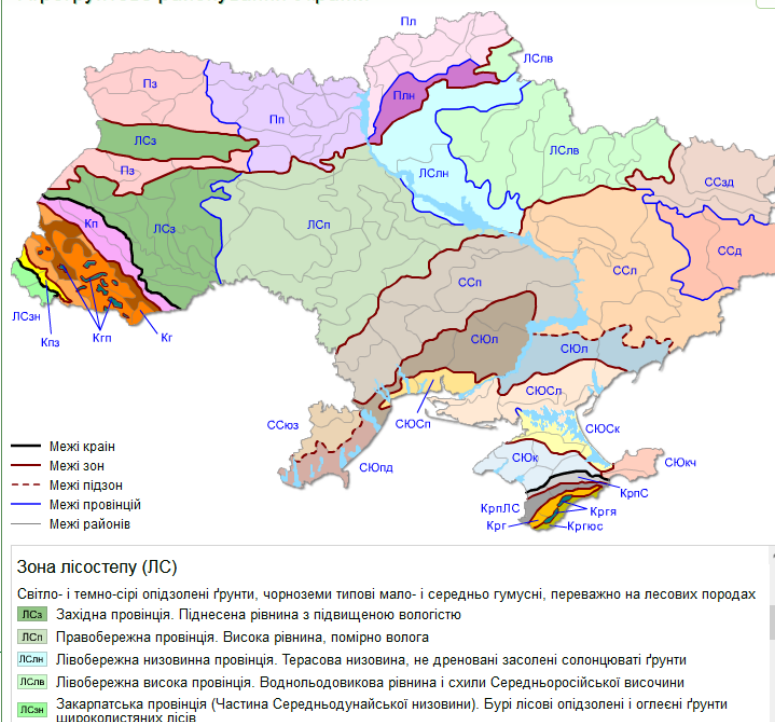 Пл
ЛСлв
Пз
Плн
Пп
ЛСз
ЛСлв
Пз
ЛСлн
ССзд
ЛСп
Кп
ЛСз
ССд
ССл
ССп
ЛСзн
Кпз
Кгп
Кг
СЮл
СЮл
СЮСл
ССюз
СЮСп
СЮСк
СЮк
СЮкч
СЮпд
КрпС
КрпЛС
Кргя
Крг
Кргюс
Межі країн
Межі зон
Межі підзон
Межі провінцій
Межі районів
Зона лісостепу (ЛС)
Світло- і темно-сірі опідзолені ґрунти, чорноземи типові мало- і середньо гумусні, переважно на лесових породах
ЛСз Західна провінція. Піднесена рівнина з підвищеною вологістю
ЛСп Правобережна провінція. Висока рівнина, помірно волога
ЛСлн Лівобережна низовинна провінція. Терасова низовина, не дреновані засолені солонцюваті ґрунти
ЛСлв Лівобережна висока провінція. Воднольодовикова рівнина і схили Середньоросійської височини
ЛСзн Закарпатська провінція (Частина Середньодунайської низовини). Бурі лісові опідзолені і оглеєні ґрунти
широколистяних лісів